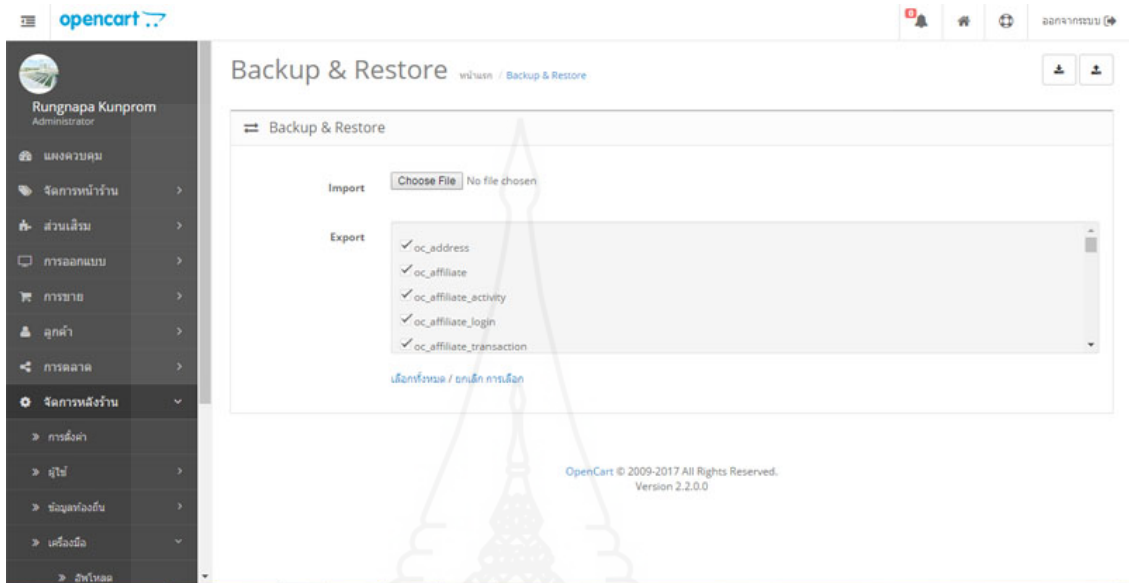 opencart
0
ออกจากระบบ
Rungnapa Kunprom
Administrator
แผงควบคุม
จัดการหน้าร้าน
ส่วนเสริม
การออกแบบ
การขาย
ลูกค้า
การตลาด
จัดการหลังร้าน
การตั้งค่า
ผู้ใช้
ข้อมูลท้องถิ่น
เครื่องมือ
อัพโหลด
Backup & Restore
หน้าแรก / Backup & Restore
Backup & Restore
Import
Choose File No file chosen
Export
oc_address
oc_affiliate
oc_affiliate_activity
oc_affiliate_login
oc_affiliate_transaction
เลือกทั้งหมด / ยกเลิก การเลือก
OpenCart © 2009-2017 All Rights Reserved.
Version 2.2.0.0